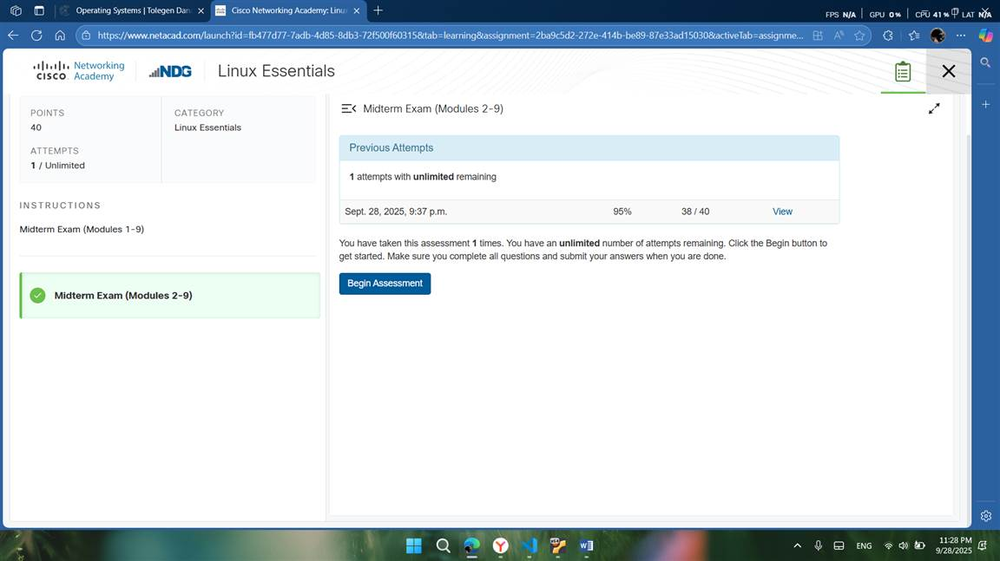 Operating Systems | Tolegen Dan
Cisco Networking Academy: Linu
FPS N/A GPU 0% CPU 41% LAT N/A
https://www.netacad.com/launch?id=fb477d77-7adb-4d85-8db3-72f500f60315&tab=learning&assignment=2ba9c5d2-272e-414b-be89-87e33ad15030&activeTab=assignme...
cisco Networking Academy
NDG
Linux Essentials
POINTS
40
CATEGORY
Linux Essentials
ATTEMPTS
1 / Unlimited
INSTRUCTIONS
Midterm Exam (Modules 1-9)
Midterm Exam (Modules 2-9)
Midterm Exam (Modules 2-9)
Previous Attempts
1 attempts with unlimited remaining
Sept. 28, 2025, 9:37 p.m. 95% 38 / 40 View
You have taken this assessment 1 times. You have an unlimited number of attempts remaining. Click the Begin button to
get started. Make sure you complete all questions and submit your answers when you are done.
Begin Assessment
ENG
11:28 PM
9/28/2025